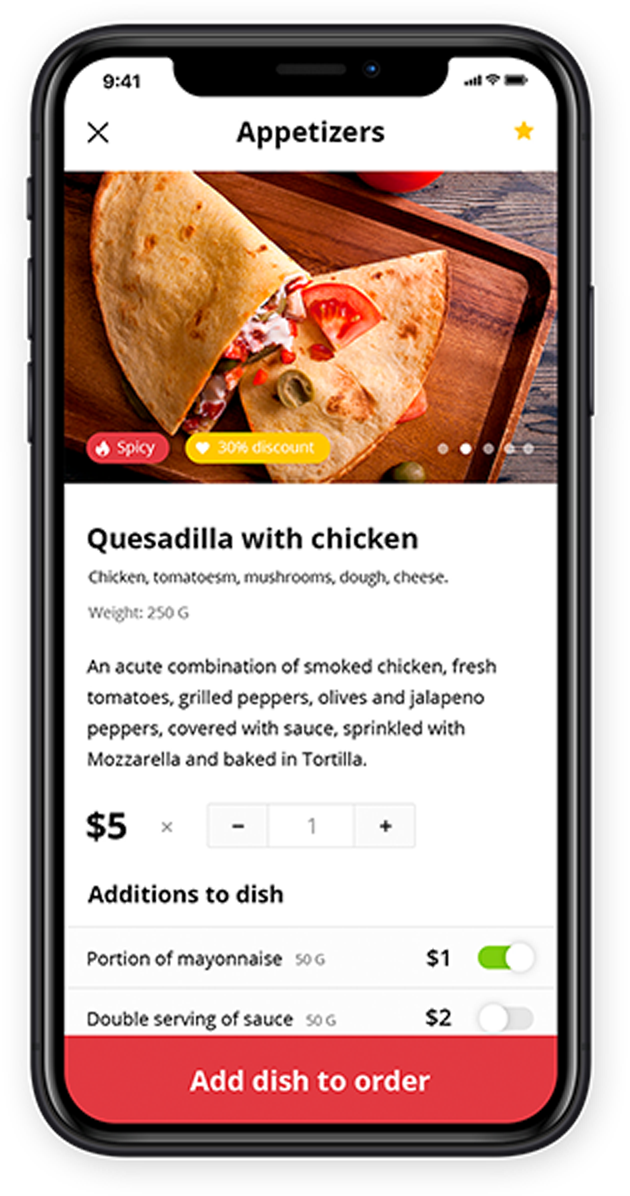 9:41
Appetizers
Spicy
30% discount
Quesadilla with chicken
Chicken, tomatoesm, mushrooms, dough, cheese.
Weight: 250 G
An acute combination of smoked chicken, fresh
tomatoes, grilled peppers, olives and jalapeno
peppers, covered with sauce, sprinkled with
Mozzarella and baked in Tortilla.
$5 × − 1 +
Additions to dish
Portion of mayonnaise 50 G $1
Double serving of sauce 50 G $2
Add dish to order